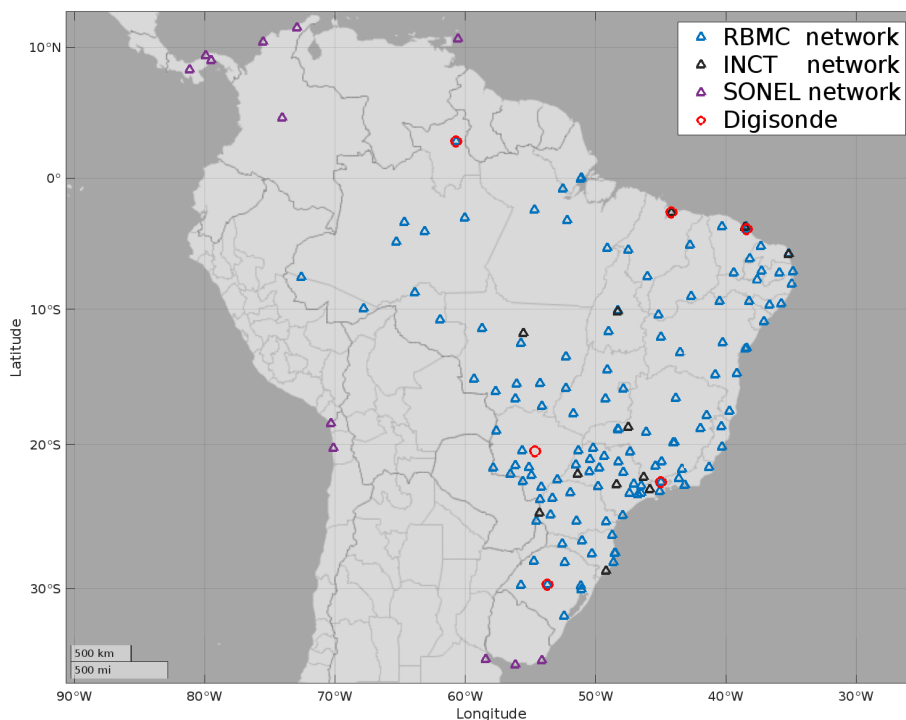 RBMC network
INCT network
SONEL network
Digisonde
10°N
0°
10°S
20°S
30°S
Latitude
500 km
500 mi
90°W 80°W 70°W 60°W 50°W 40°W 30°W
Longitude